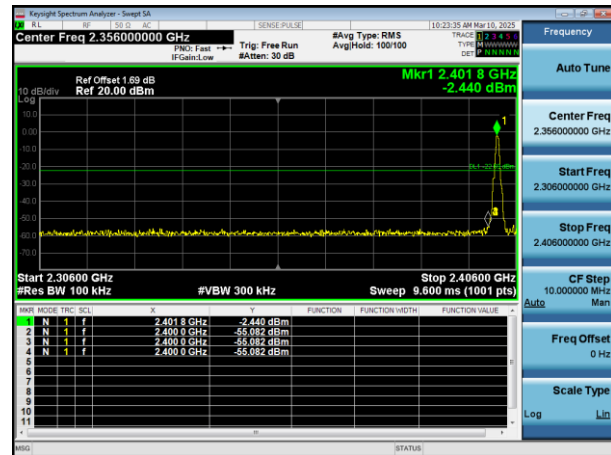 Keysight Spectrum Analyzer - Swept SA
RL RF 50 Ω AC SENSE:PULSE 10:23:35 AM Mar 10, 2025
Center Freq 2.356000000 GHz
PNO: Fast
IFGain:Low
Trig: Free Run
#Atten: 30 dB
#Avg Type: RMS
Avg|Hold: 100/100
TRACE 1 2 3 4 5 6
TYPE M W W W W W
DET P N N N N N
Ref Offset 1.69 dB
10 dB/div Ref 20.00 dBm
Log
Mkr1 2.401 8 GHz
-2.440 dBm
10.0
0.00
-10.0
-20.0
-30.0
-40.0
-50.0
-60.0
-70.0
1
3
Start 2.30600 GHz Stop 2.40600 GHz
#Res BW 100 kHz #VBW 300 kHz Sweep 9.600 ms (1001 pts)
MKR MODE TRC SCL X Y FUNCTION FUNCTION WIDTH FUNCTION VALUE
1 N 1 f 2.401 8 GHz -2.440 dBm
2 N 1 f 2.400 0 GHz -55.082 dBm
3 N 1 f 2.400 0 GHz -55.082 dBm
4 N 1 f 2.400 0 GHz -55.082 dBm
5
6
7
8
9
10
11
MSG STATUS
Frequency
Auto Tune
Center Freq
2.356000000 GHz
Start Freq
2.306000000 GHz
Stop Freq
2.406000000 GHz
CF Step
10.000000 MHz
Auto Man
Freq Offset
0 Hz
Scale Type
Log Lin